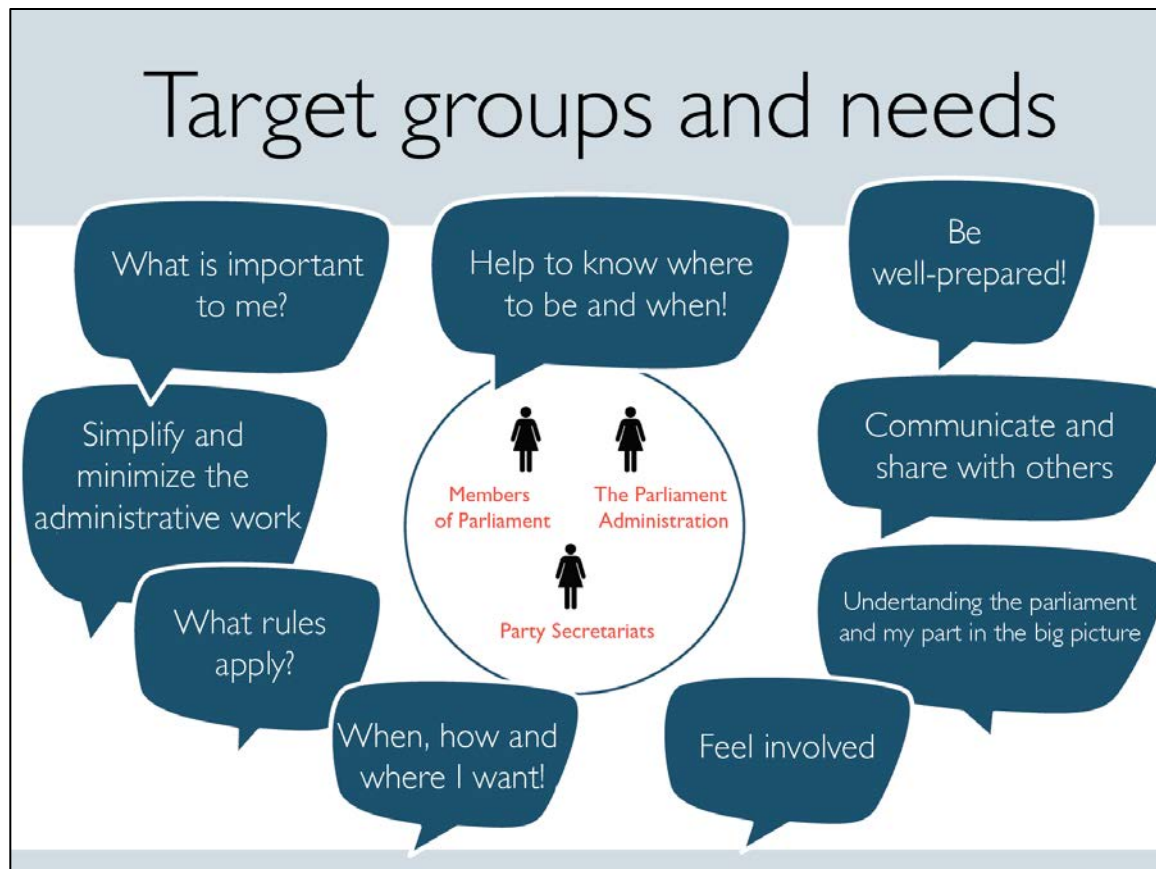 Target groups and needs
What is important
to me?
Help to know where
to be and when!
Be
well-prepared!
Simplify and
minimize the
administrative work
Communicate and
share with others
Members
of Parliament
The Parliament
Administration
Party Secretariats
What rules
apply?
Undertanding the parliament
and my part in the big picture
When, how and
where I want!
Feel involved